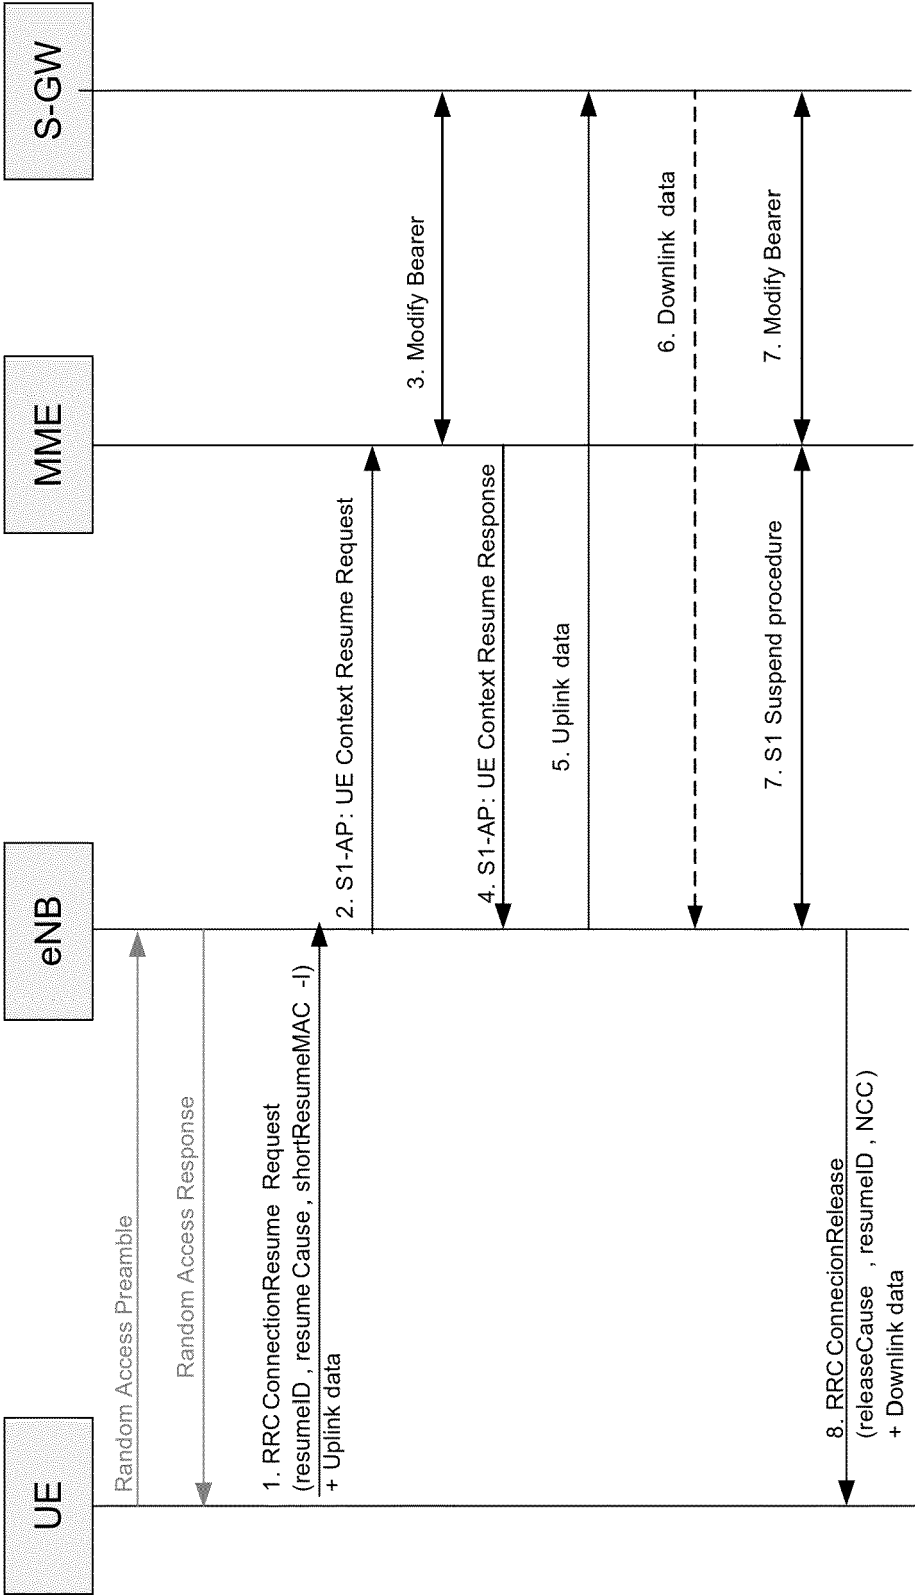 UE
eNB
MME
S-GW
Random Access Preamble
Random Access Response
1. RRCConnectionResume Request
(resumeID , resume Cause , shortResumeMAC -I)
+ Uplink data
2. S1-AP: UE Context Resume Request
3. Modify Bearer
4. S1-AP: UE Context Resume Response
5. Uplink data
6. Downlink data
7. S1 Suspend procedure
7. Modify Bearer
8. RRC ConnecionRelease
(releaseCause , resumeID , NCC)
+ Downlink data